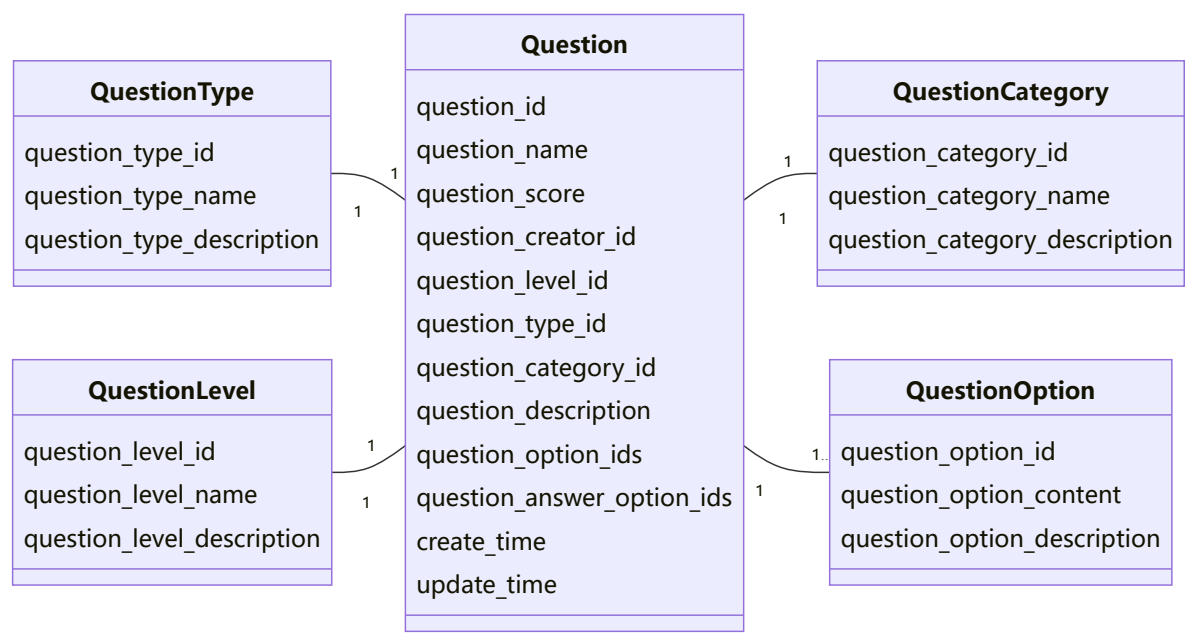 QuestionType
question_type_id
question_type_name
question_type_description
Question
question_id
question_name
question_score
question_creator_id
question_level_id
question_type_id
question_category_id
question_description
question_option_ids
question_answer_option_ids
create_time
update_time
QuestionCategory
question_category_id
question_category_name
question_category_description
QuestionLevel
question_level_id
question_level_name
question_level_description
QuestionOption
question_option_id
question_option_content
question_option_description
1
1
1
1
1
1
1..
1